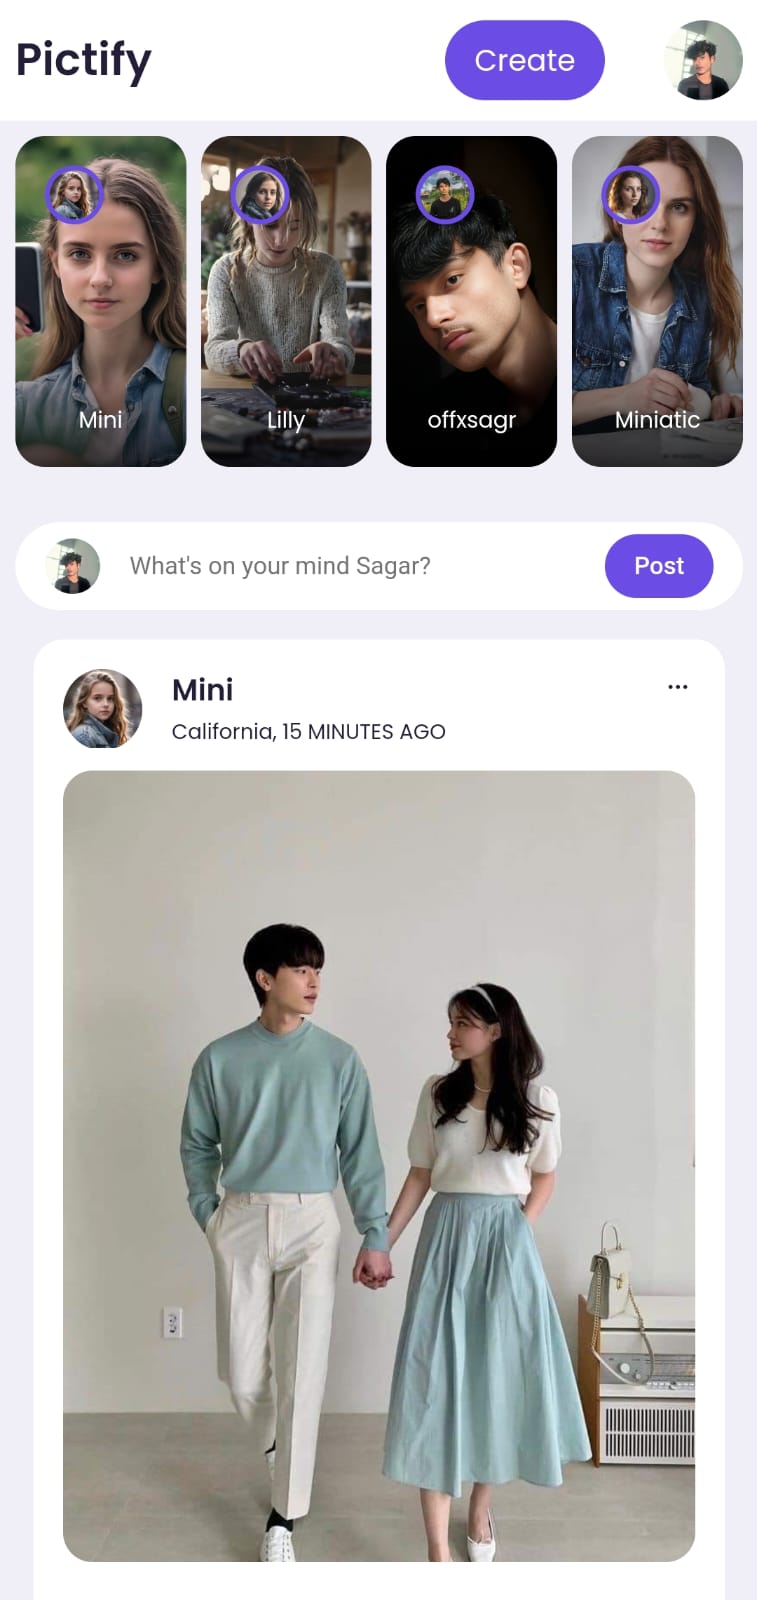 Pictify
Create
Mini
Lilly
offxsagr
Miniatic
What's on your mind Sagar?
Post
Mini
California, 15 MINUTES AGO